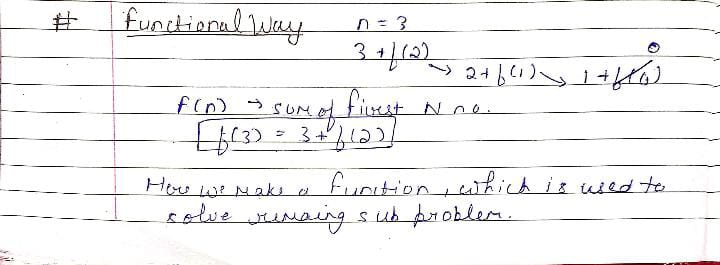 # Functional Way n = 3
3 + f(2)
→ 2 + f(1) → 1 + f(0) 0
f(n) → sum of first N no.
f(3) = 3 + f(2)
Here we make a function, which is used to
solve remaing sub problem.